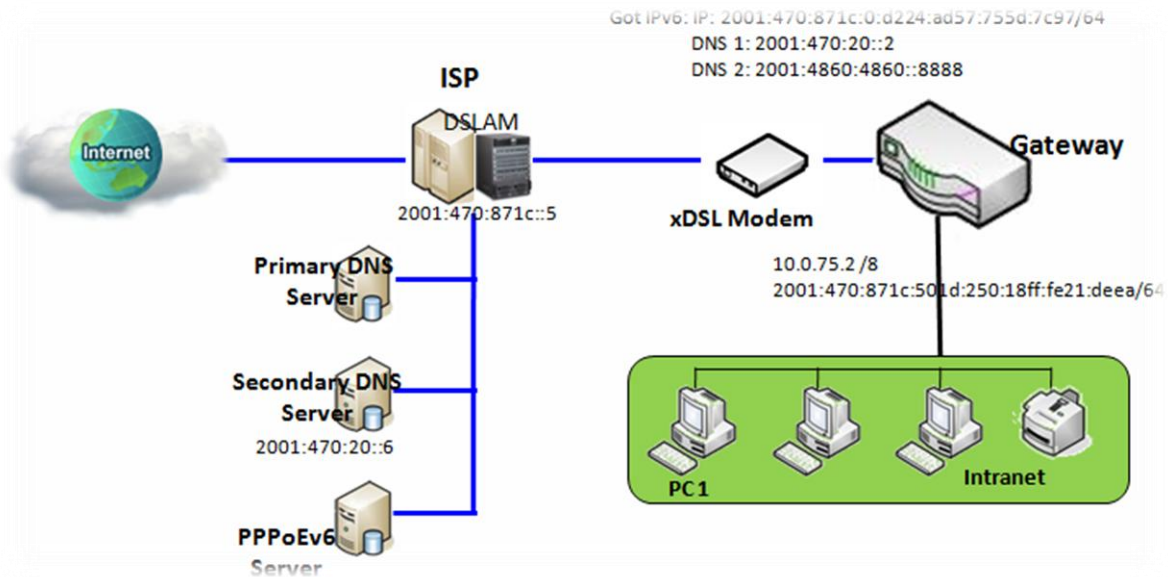 Got IPv6: IP: 2001:470:871c:0:d224:ad57:755d:7c97/64
DNS 1: 2001:470:20::2
DNS 2: 2001:4860:4860::8888
ISP
DSLAM
Internet
Gateway
2001:470:871c::5
xDSL Modem
Primary DNS
Server
10.0.75.2 /8
2001:470:871c:501d:250:18ff:fe21:deea/64
Secondary DNS
Server
2001:470:20::6
PC1
Intranet
PPPoEv6
Server